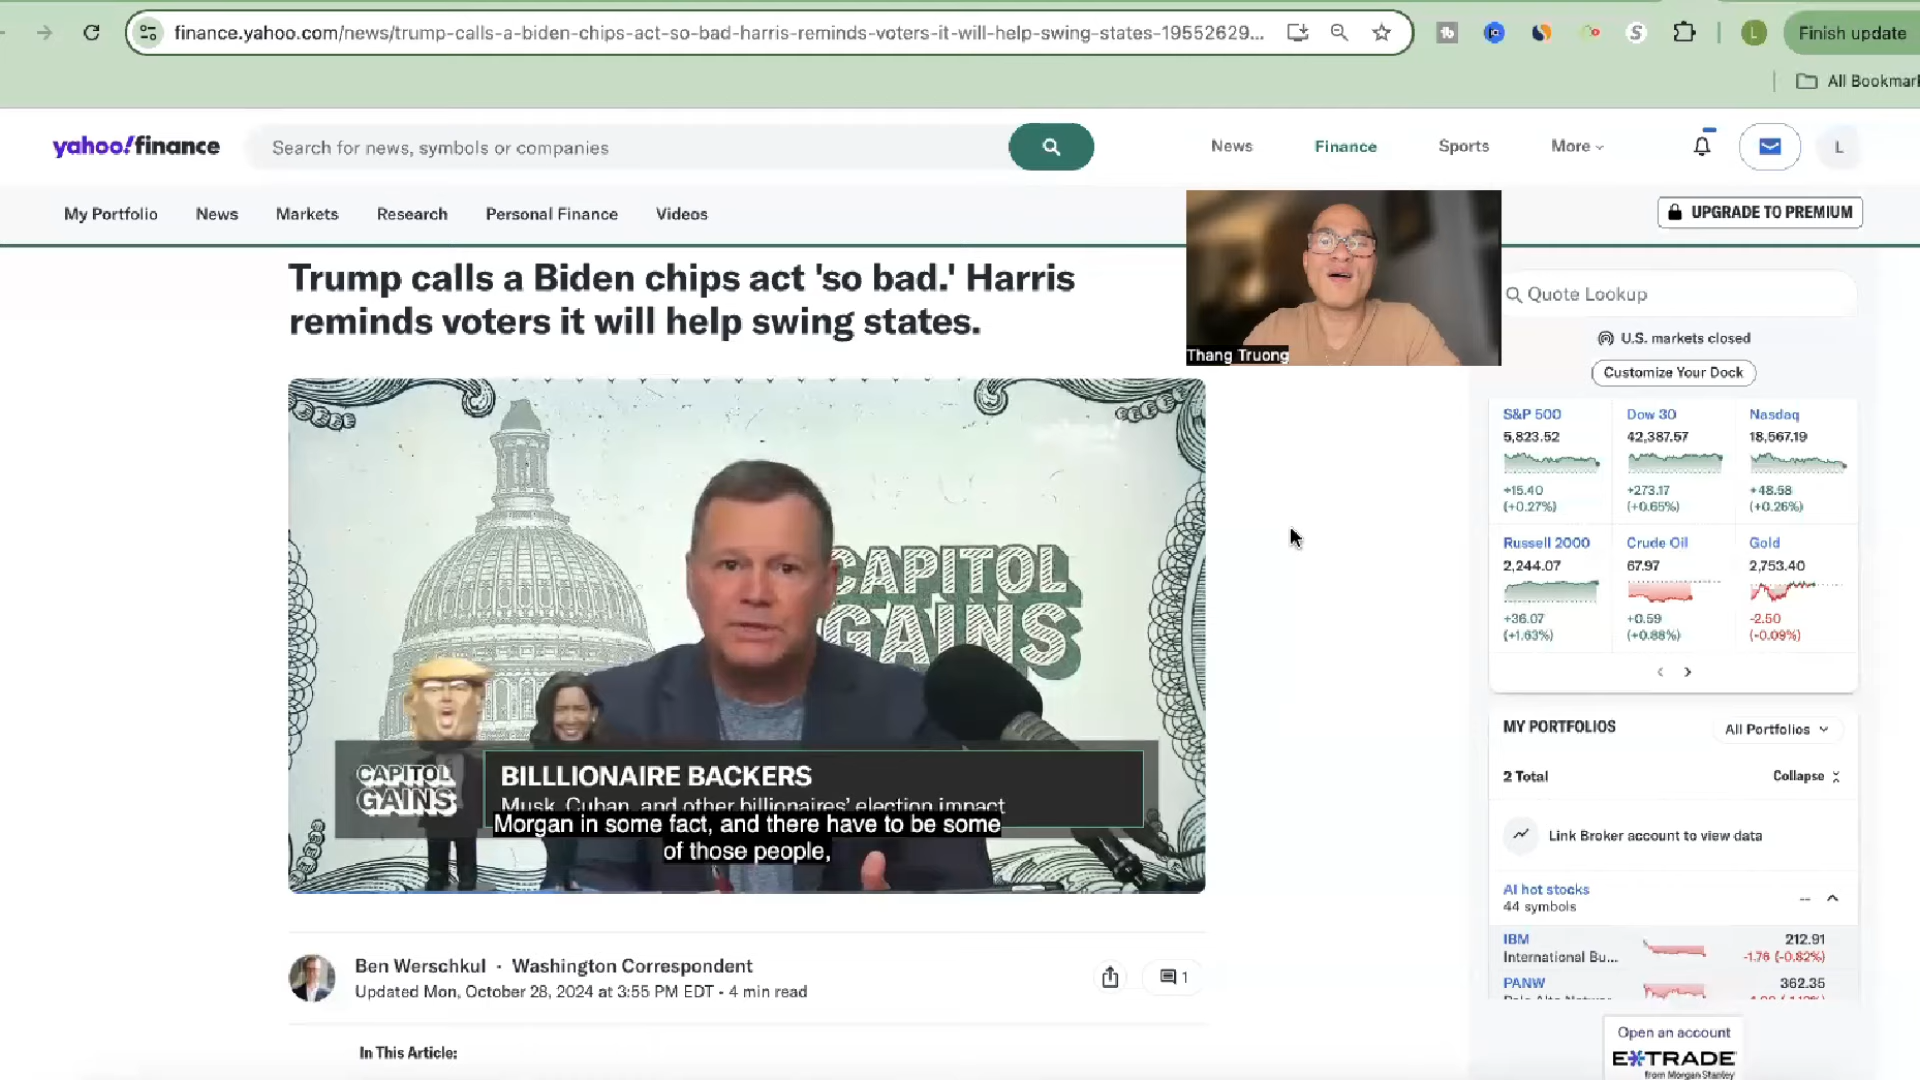 finance.yahoo.com/news/trump-calls-a-biden-chips-act-so-bad-harris-reminds-voters-it-will-help-swing-states-19552629...
L
Finish update
All Bookmar
yahoo!finance
Search for news, symbols or companies
News
Finance
Sports
More
L
My Portfolio
News
Markets
Research
Personal Finance
Videos
UPGRADE TO PREMIUM
Trump calls a Biden chips act 'so bad.' Harris
reminds voters it will help swing states.
Thang Truong
CAPITOL
GAINS
CAPITOL
GAINS
BILLLIONAIRE BACKERS
Musk, Cuban, and other billionaires' election impact
Morgan in some fact, and there have to be some
of those people,
Ben Werschkul · Washington Correspondent
Updated Mon, October 28, 2024 at 3:55 PM EDT · 4 min read
1
In This Article:
Quote Lookup
U.S. markets closed
Customize Your Dock
S&P 500
5,823.52
+15.40
(+0.27%)
Dow 30
42,387.57
+273.17
(+0.65%)
Nasdaq
18,567.19
+48.58
(+0.26%)
Russell 2000
2,244.07
+36.07
(+1.63%)
Crude Oil
67.97
+0.59
(+0.88%)
Gold
2,753.40
-2.50
(-0.09%)
MY PORTFOLIOS
All Portfolios
2 Total
Collapse
Link Broker account to view data
AI hot stocks
44 symbols
--
IBM
212.91
International Bu...
-1.76 (-0.82%)
PANW
362.35
Open an account
E*TRADE
from Morgan Stanley